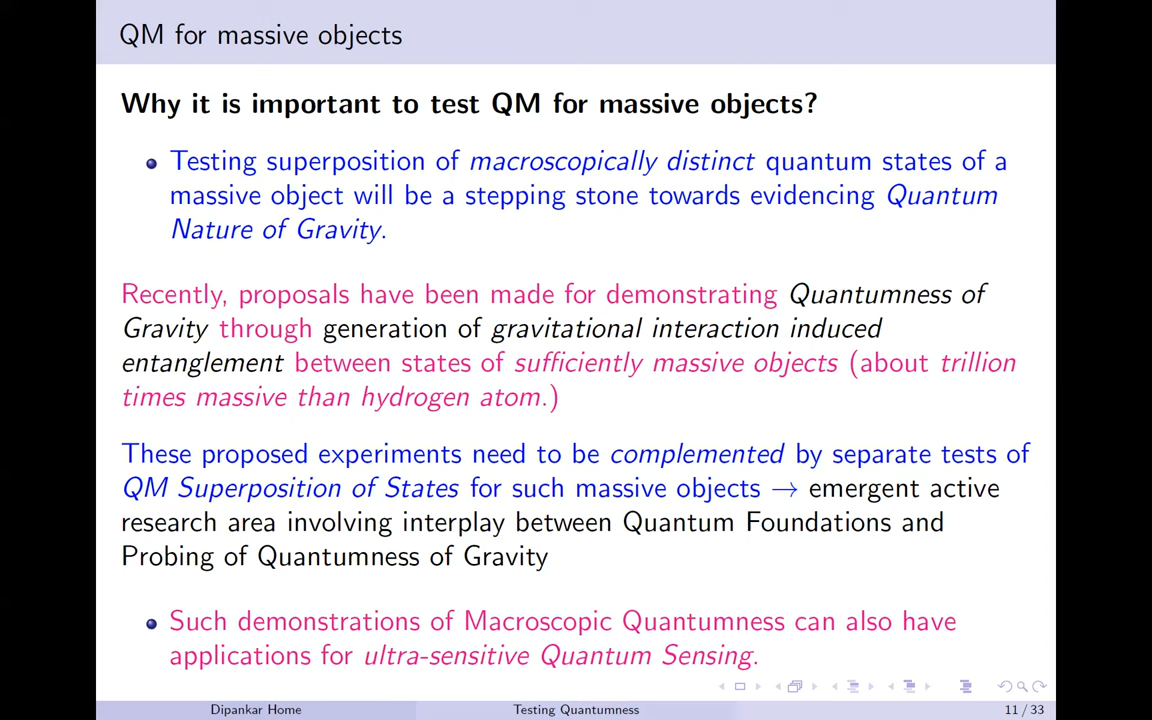 QM for massive objects
Why it is important to test QM for massive objects?
Testing superposition of macroscopically distinct quantum states of a
massive object will be a stepping stone towards evidencing Quantum
Nature of Gravity.
Recently, proposals have been made for demonstrating Quantumness of
Gravity through generation of gravitational interaction induced
entanglement between states of sufficiently massive objects (about trillion
times massive than hydrogen atom.)
These proposed experiments need to be complemented by separate tests of
QM Superposition of States for such massive objects → emergent active
research area involving interplay between Quantum Foundations and
Probing of Quantumness of Gravity
Such demonstrations of Macroscopic Quantumness can also have
applications for ultra-sensitive Quantum Sensing.
Dipankar Home Testing Quantumness 11 / 33